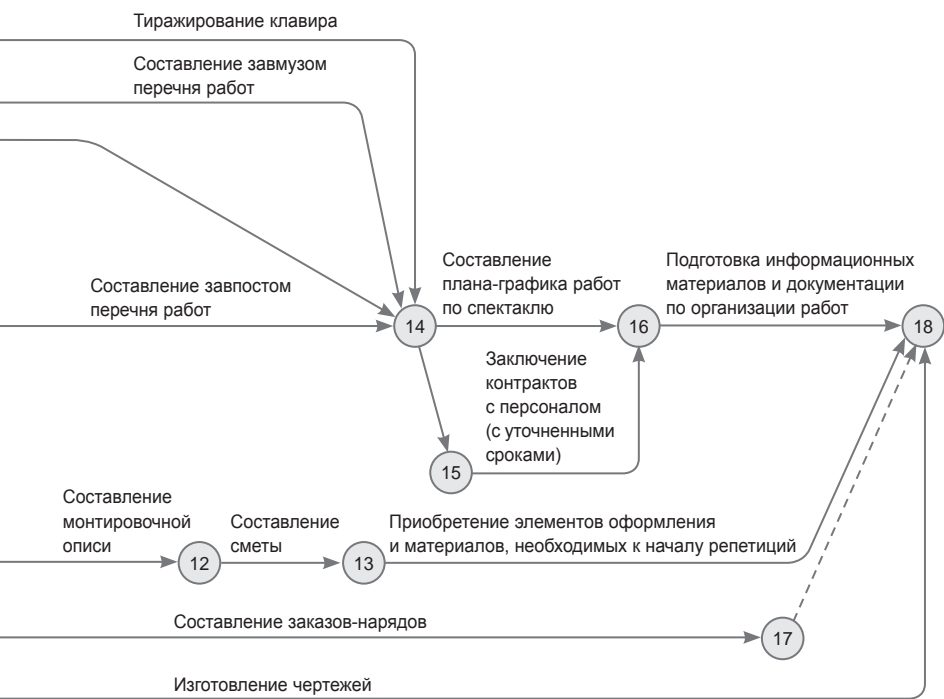 Тиражирование клавира
Составление завмузом
перечня работ
Составление завпостом
перечня работ
14
Составление
плана-графика работ
по спектаклю
16
Подготовка информационных
материалов и документации
по организации работ
18
Заключение
контрактов
с персоналом
(с уточненными
сроками)
15
Составление
монтировочной
описи
12
Составление
сметы
13
Приобретение элементов оформления
и материалов, необходимых к началу репетиций
Составление заказов-нарядов
17
Изготовление чертежей